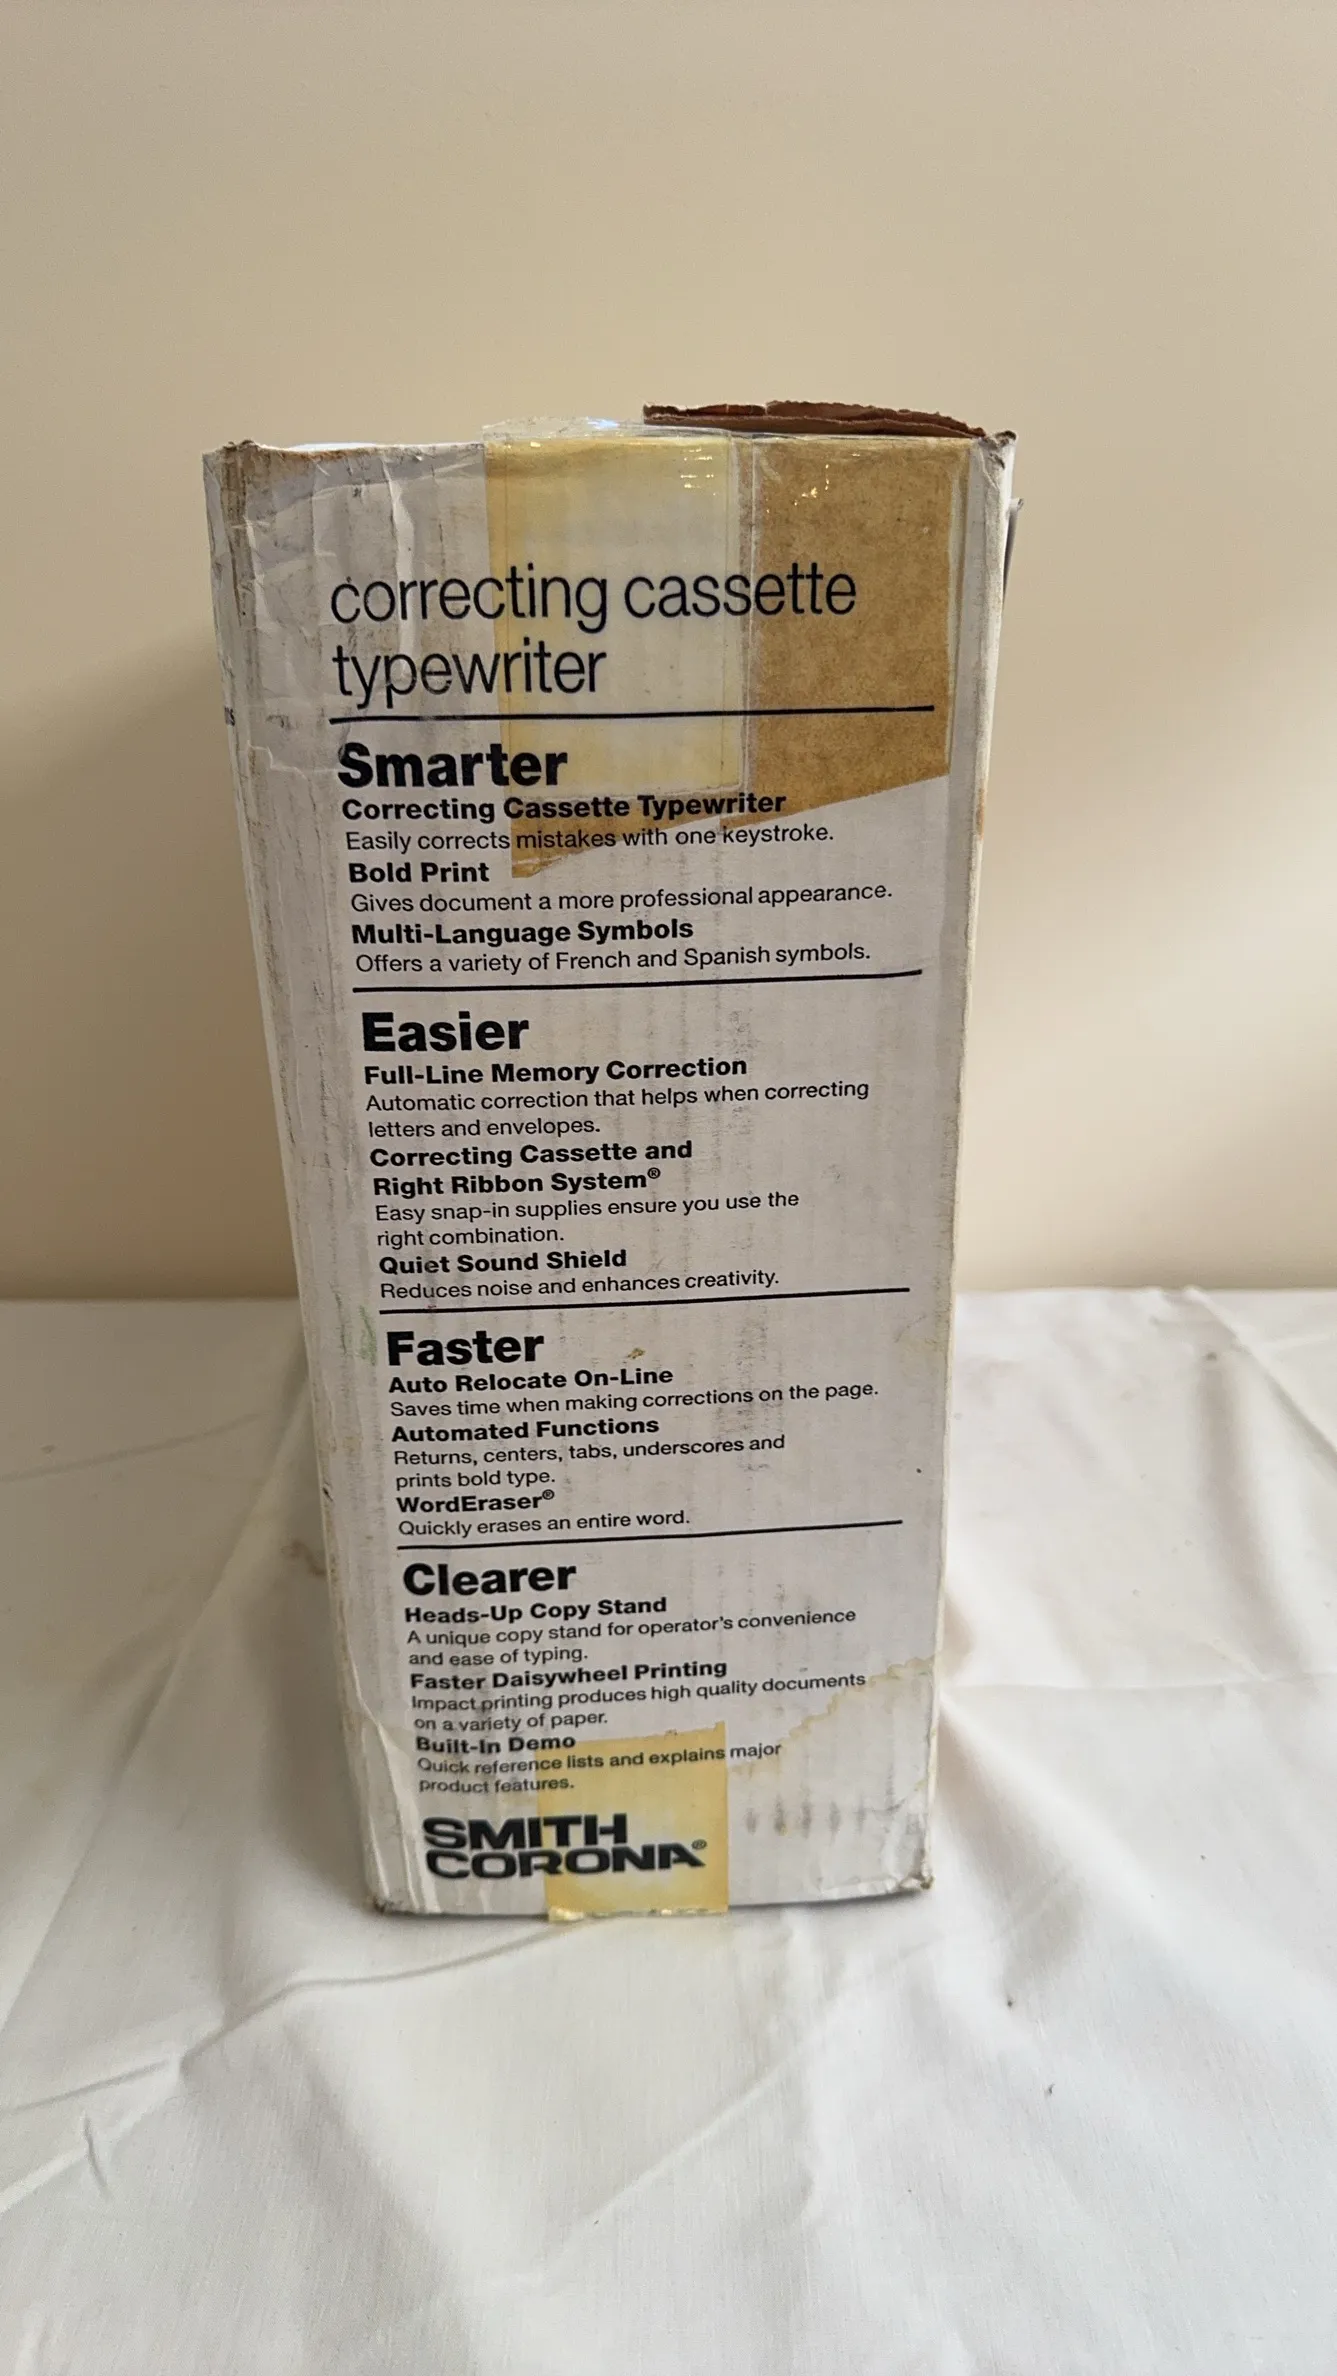 correcting cassette
typewriter
Smarter
Correcting Cassette Typewriter
Easily corrects mistakes with one keystroke.
Bold Print
Gives document a more professional appearance.
Multi-Language Symbols
Offers a variety of French and Spanish symbols.
Easier
Full-Line Memory Correction
Automatic correction that helps when correcting
letters and envelopes.
Correcting Cassette and
Right Ribbon System®
Easy snap-in supplies ensure you use the
right combination.
Quiet Sound Shield
Reduces noise and enhances creativity.
Faster
Auto Relocate On-Line
Saves time when making corrections on the page.
Automated Functions
Returns, centers, tabs, underscores and
prints bold type.
WordEraser®
Quickly erases an entire word.
Clearer
Heads-Up Copy Stand
A unique copy stand for operator's convenience
and ease of typing.
Faster Daisywheel Printing
Impact printing produces high quality documents
on a variety of paper.
Built-In Demo
Quick reference lists and explains major
product features.
SMITH
CORONA®